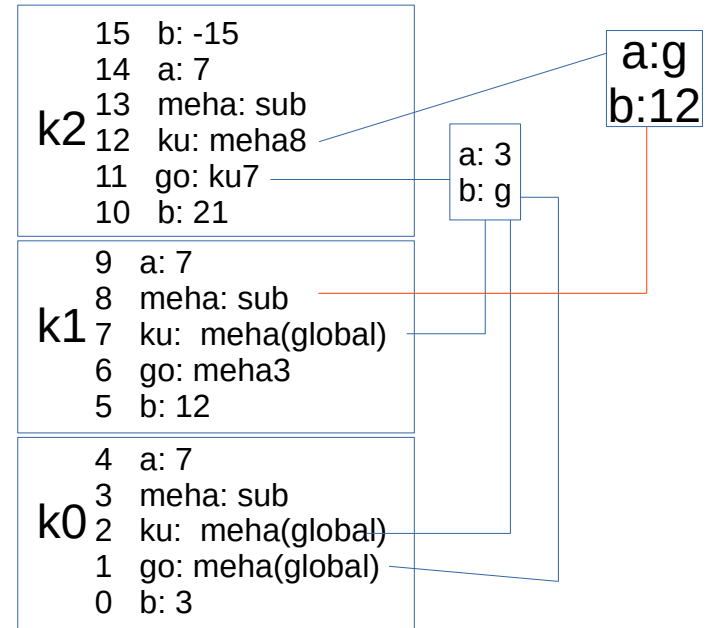 k2
15 b: -15
14 a: 7
13 meha: sub
12 ku: meha8
11 go: ku7
10 b: 21
a:g
b:12
a: 3
b: g
k1
9 a: 7
8 meha: sub
7 ku: meha(global)
6 go: meha3
5 b: 12
k0
4 a: 7
3 meha: sub
2 ku: meha(global)
1 go: meha(global)
0 b: 3